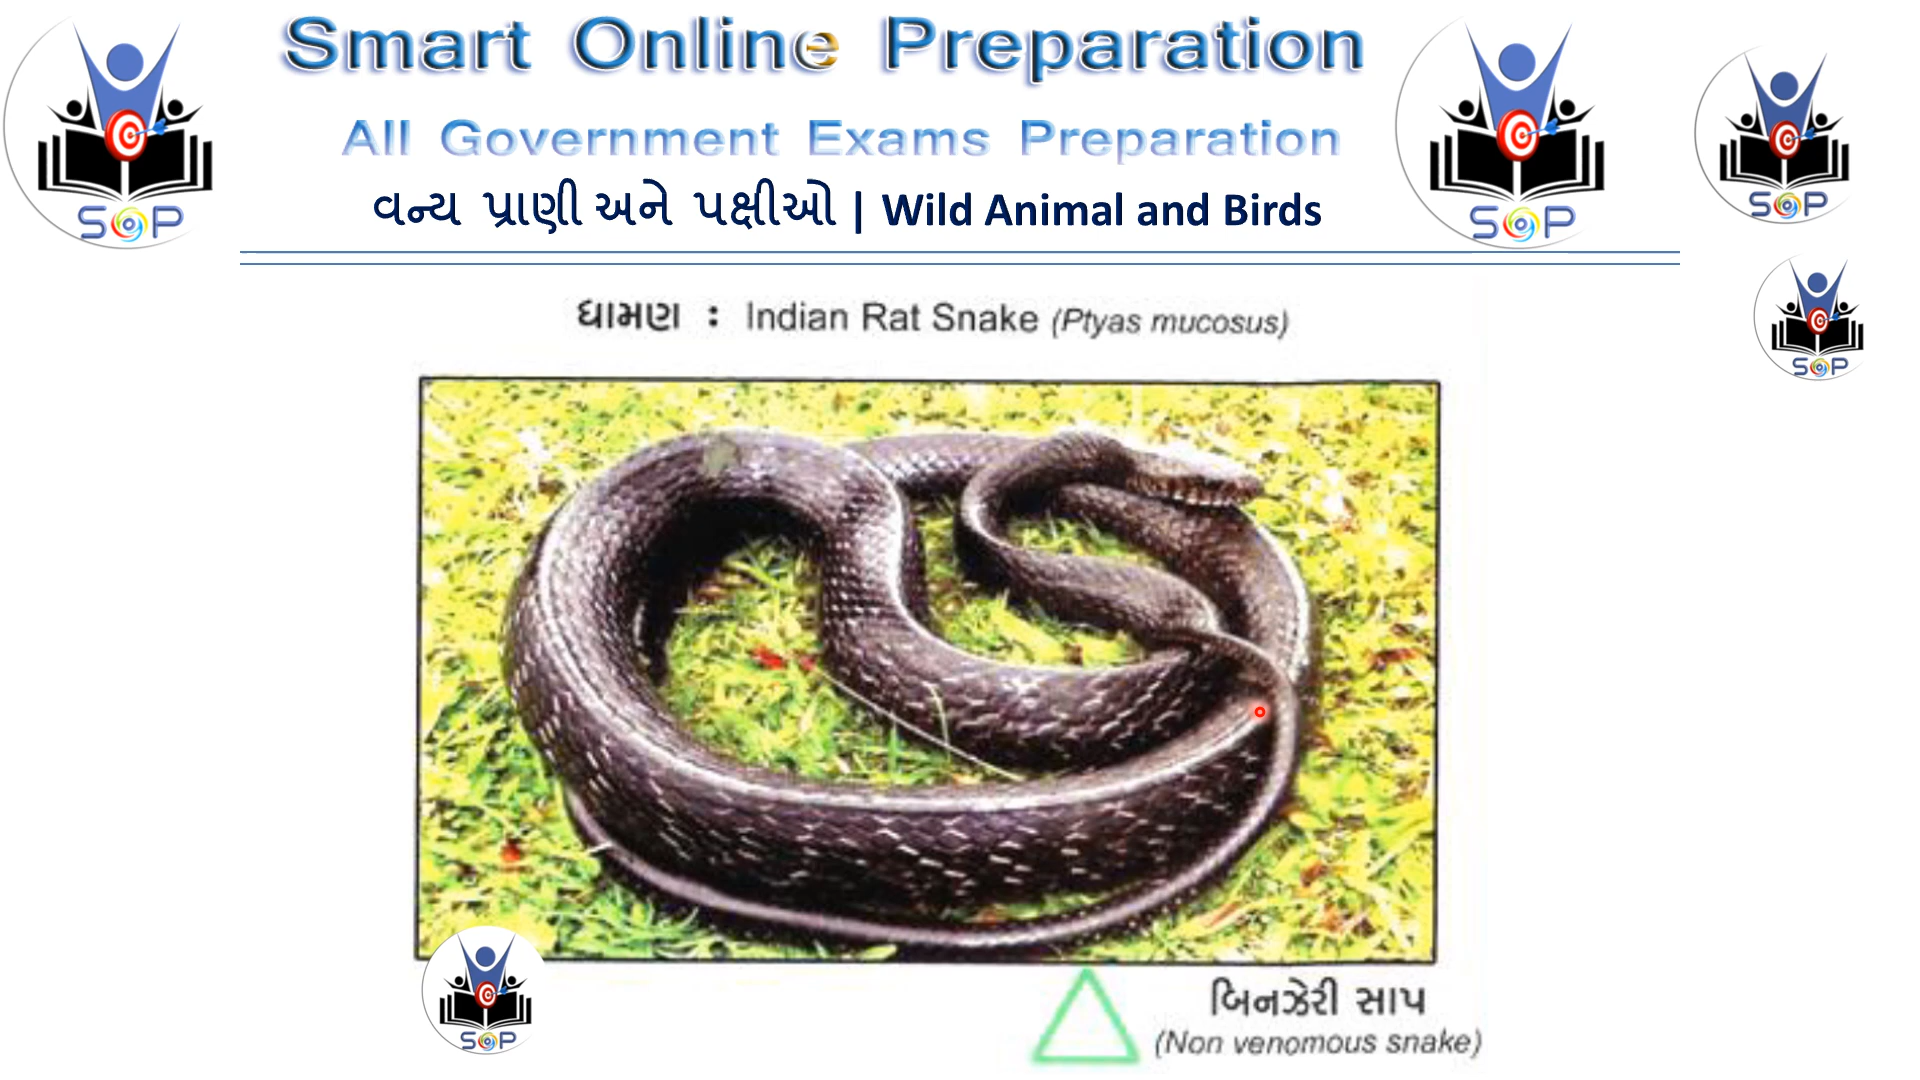 Smart Online Preparation
All Government Exams Preparation
વન્ય પ્રાણી અને પક્ષીઓ | Wild Animal and Birds
SOP
SOP
SOP
SOP
ધામણ : Indian Rat Snake (Ptyas mucosus)
SOP
બિનઝેરી સાપ
(Non venomous snake)